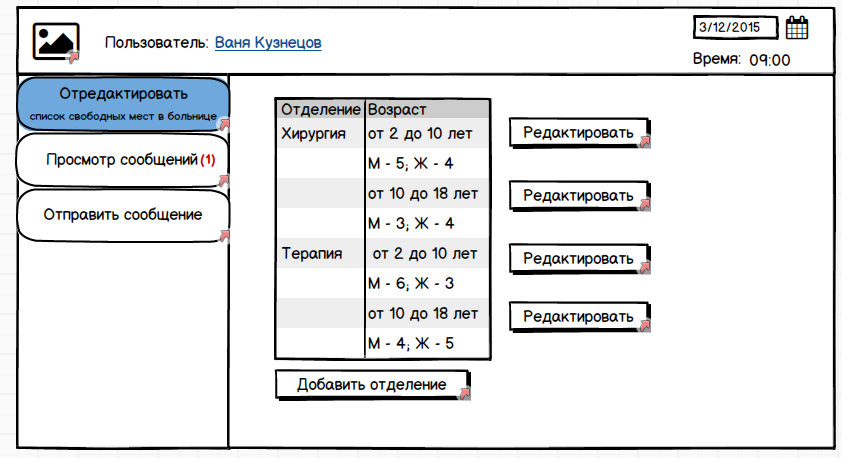 Пользователь: Ваня Кузнецов
3/12/2015
Время: 09:00
Отредактировать
список свободных мест в больнице
Просмотр сообщений (1)
Отправить сообщение
Отделение Возраст
Хирургия от 2 до 10 лет
М - 5; Ж - 4
от 10 до 18 лет
М - 3; Ж - 4
Терапия от 2 до 10 лет
М - 6; Ж - 3
от 10 до 18 лет
М - 4; Ж - 5
Редактировать
Редактировать
Редактировать
Редактировать
Добавить отделение